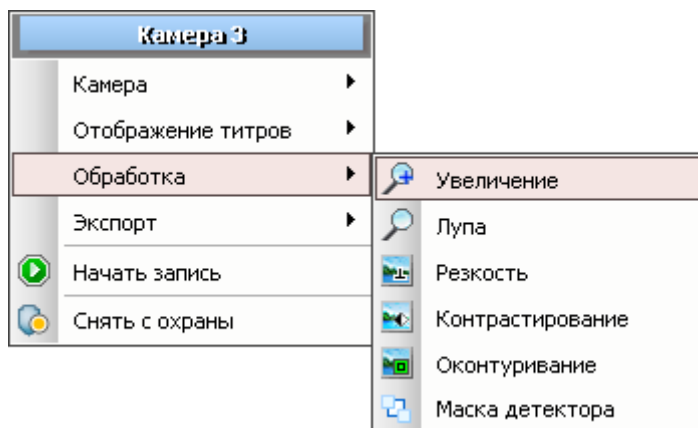 Камера 3
Камера
Отображение титров
Обработка
Экспорт
Начать запись
Снять с охраны
Увеличение
Лупа
Резкость
Контрастирование
Оконтуривание
Маска детектора